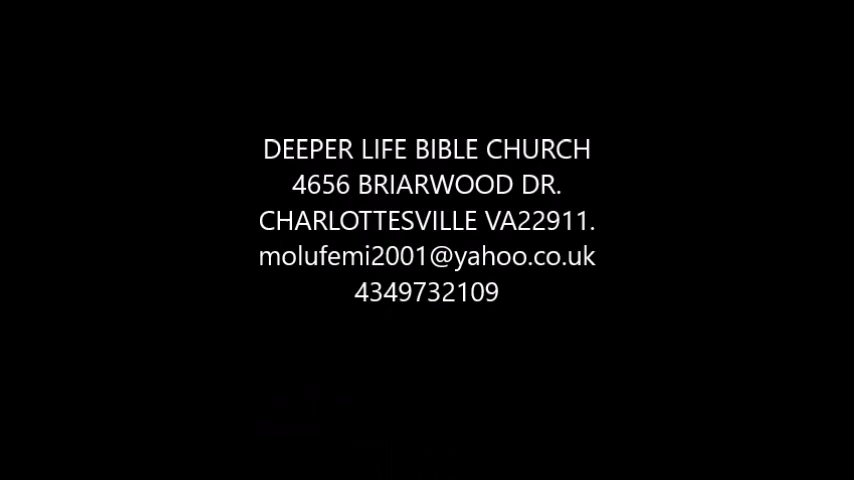 DEEPER LIFE BIBLE CHURCH
4656 BRIARWOOD DR.
CHARLOTTESVILLE VA22911.
molufemi2001@yahoo.co.uk
4349732109